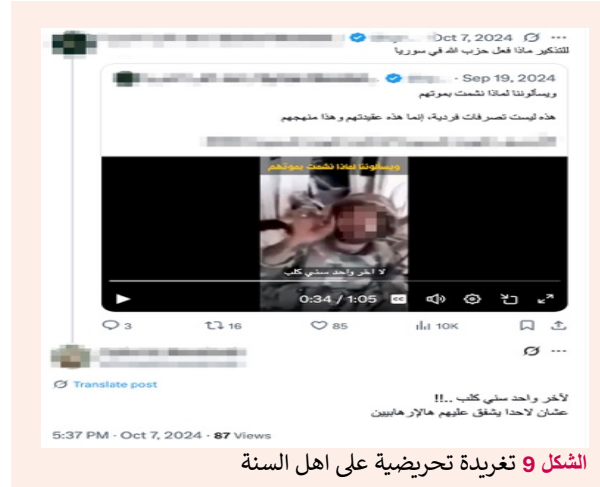 Oct 7, 2024
للتذكير ماذا فعل حزب الله في سوريا
Sep 19, 2024
ويسألوننا لماذا نشمت بموتهم
هذه ليست تصرفات فردية، إنما هذه عقيدتهم وهذا منهجهم
ويسألوننا لماذا نشمت بموتهم
لا اخر واحد سني كلب
0:34 / 1:05
CC
3
16
85
10K
Translate post
لآخر واحد سني كلب ..!!
عشان لاحدا يشفق عليهم هالإرهابيين
5:37 PM · Oct 7, 2024 · 87 Views
الشكل 9 تغريدة تحريضية على اهل السنة